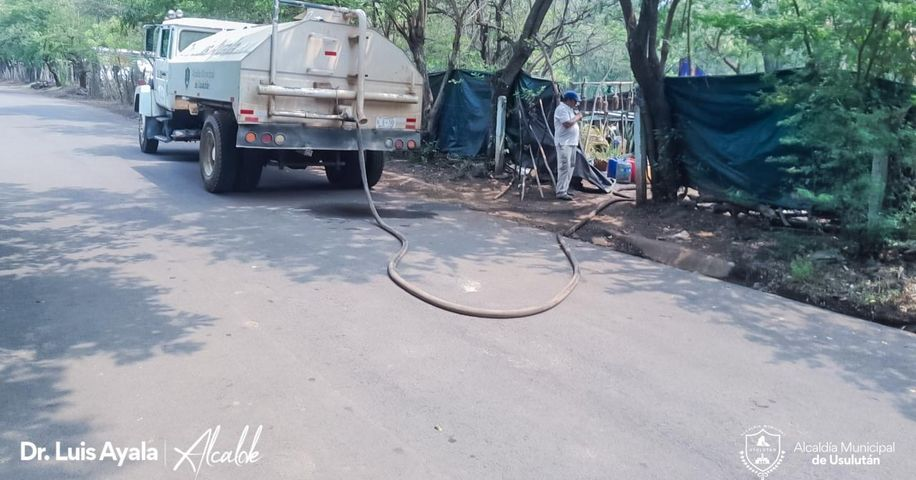 Dr. Luis Ayala
Alcalde
Alcaldía Municipal
de Usulután